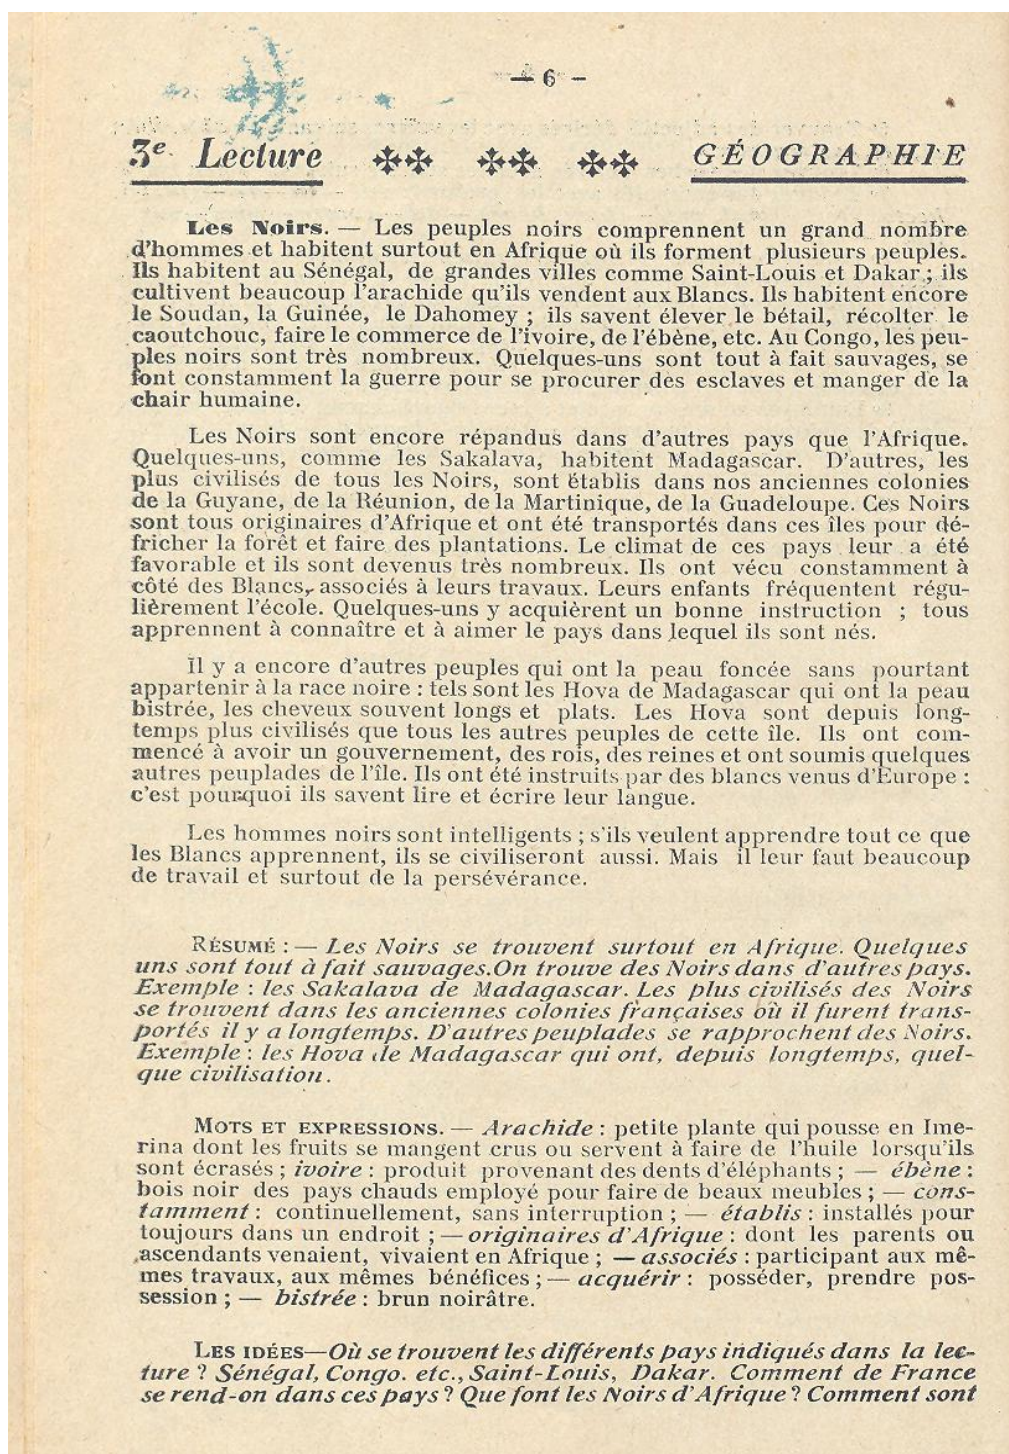 — 6 –
3e Lecture GÉOGRAPHIE
Les Noirs. — Les peuples noirs comprennent un grand nombre
d'hommes et habitent surtout en Afrique où ils forment plusieurs peuples.
Ils habitent au Sénégal, de grandes villes comme Saint-Louis et Dakar ; ils
cultivent beaucoup l'arachide qu'ils vendent aux Blancs. Ils habitent encore
le Soudan, la Guinée, le Dahomey ; ils savent élever le bétail, récolter le
caoutchouc, faire le commerce de l'ivoire, de l'ébène, etc. Au Congo, les peu-
ples noirs sont très nombreux. Quelques-uns sont tout à fait sauvages, se
font constamment la guerre pour se procurer des esclaves et manger de la
chair humaine.
Les Noirs sont encore répandus dans d'autres pays que l'Afrique.
Quelques-uns, comme les Sakalava, habitent Madagascar. D'autres, les
plus civilisés de tous les Noirs, sont établis dans nos anciennes colonies
de la Guyane, de la Réunion, de la Martinique, de la Guadeloupe. Ces Noirs
sont tous originaires d'Afrique et ont été transportés dans ces îles pour dé-
fricher la forêt et faire des plantations. Le climat de ces pays leur a été
favorable et ils sont devenus très nombreux. Ils ont vécu constamment à
côté des Blancs, associés à leurs travaux. Leurs enfants fréquentent régu-
lièrement l'école. Quelques-uns y acquièrent un bonne instruction ; tous
apprennent à connaître et à aimer le pays dans lequel ils sont nés.
Il y a encore d'autres peuples qui ont la peau foncée sans pourtant
appartenir à la race noire : tels sont les Hova de Madagascar qui ont la peau
bistrée, les cheveux souvent longs et plats. Les Hova sont depuis long-
temps plus civilisés que tous les autres peuples de cette île. Ils ont com-
mencé à avoir un gouvernement, des rois, des reines et ont soumis quelques
autres peuplades de l'île. Ils ont été instruits par des blancs venus d'Europe :
c'est pourquoi ils savent lire et écrire leur langue.
Les hommes noirs sont intelligents ; s'ils veulent apprendre tout ce que
les Blancs apprennent, ils se civiliseront aussi. Mais il leur faut beaucoup
de travail et surtout de la persévérance.
RÉSUMÉ : — Les Noirs se trouvent surtout en Afrique. Quelques
uns sont tout à fait sauvages. On trouve des Noirs dans d'autres pays.
Exemple : les Sakalava de Madagascar. Les plus civilisés des Noirs
se trouvent dans les anciennes colonies françaises où il furent trans-
portés il y a longtemps. D'autres peuplades se rapprochent des Noirs.
Exemple : les Hova de Madagascar qui ont, depuis longtemps, quel-
que civilisation.
MOTS ET EXPRESSIONS. — Arachide : petite plante qui pousse en Ime-
rina dont les fruits se mangent crus ou servent à faire de l'huile lorsqu'ils
sont écrasés ; ivoire : produit provenant des dents d'éléphants ; — ébène :
bois noir des pays chauds employé pour faire de beaux meubles ; — cons-
tamment : continuellement, sans interruption ; — établis : installés pour
toujours dans un endroit ; — originaires d'Afrique : dont les parents ou
ascendants venaient, vivaient en Afrique ; — associés : participant aux mê-
mes travaux, aux mêmes bénéfices ; — acquérir : posséder, prendre pos-
session ; — bistrée : brun noirâtre.
LES IDÉES—Où se trouvent les différents pays indiqués dans la lec-
ture ? Sénégal, Congo. etc., Saint-Louis, Dakar. Comment de France
se rend-on dans ces pays ? Que font les Noirs d'Afrique ? Comment sont